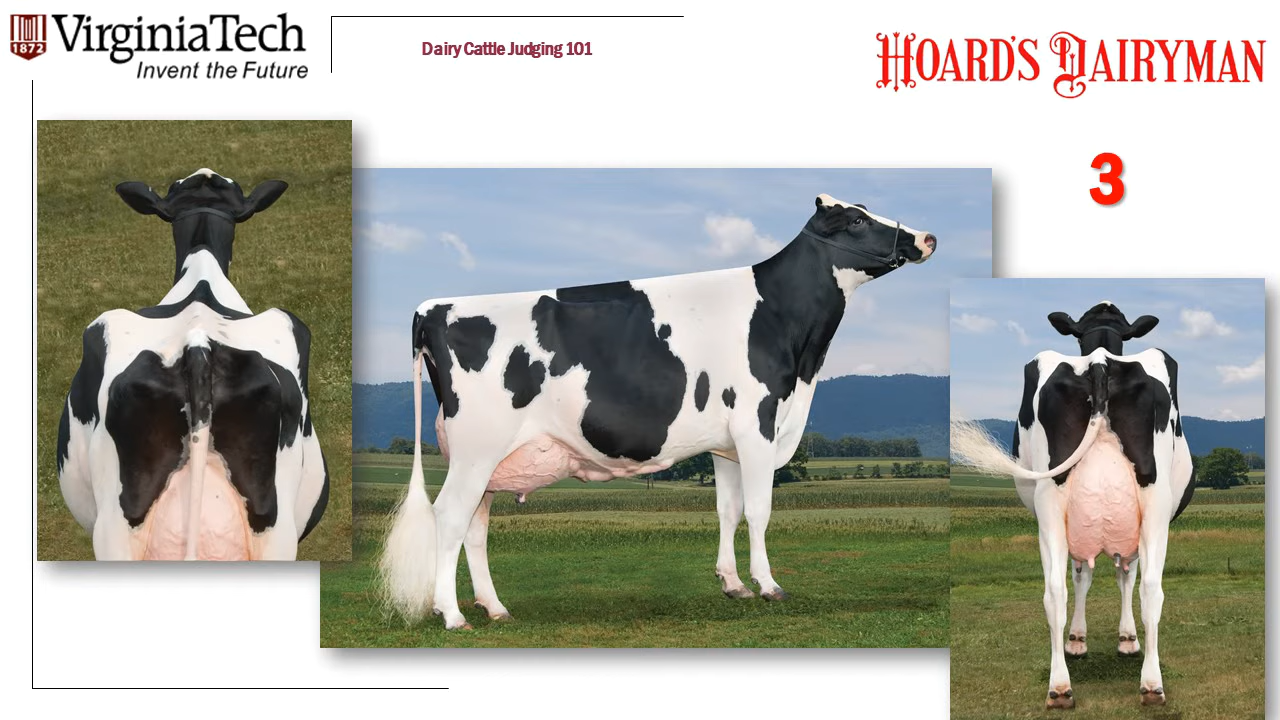 VirginiaTech
1872
Invent the Future
Dairy Cattle Judging 101
HOARD'S DAIRYMAN
3